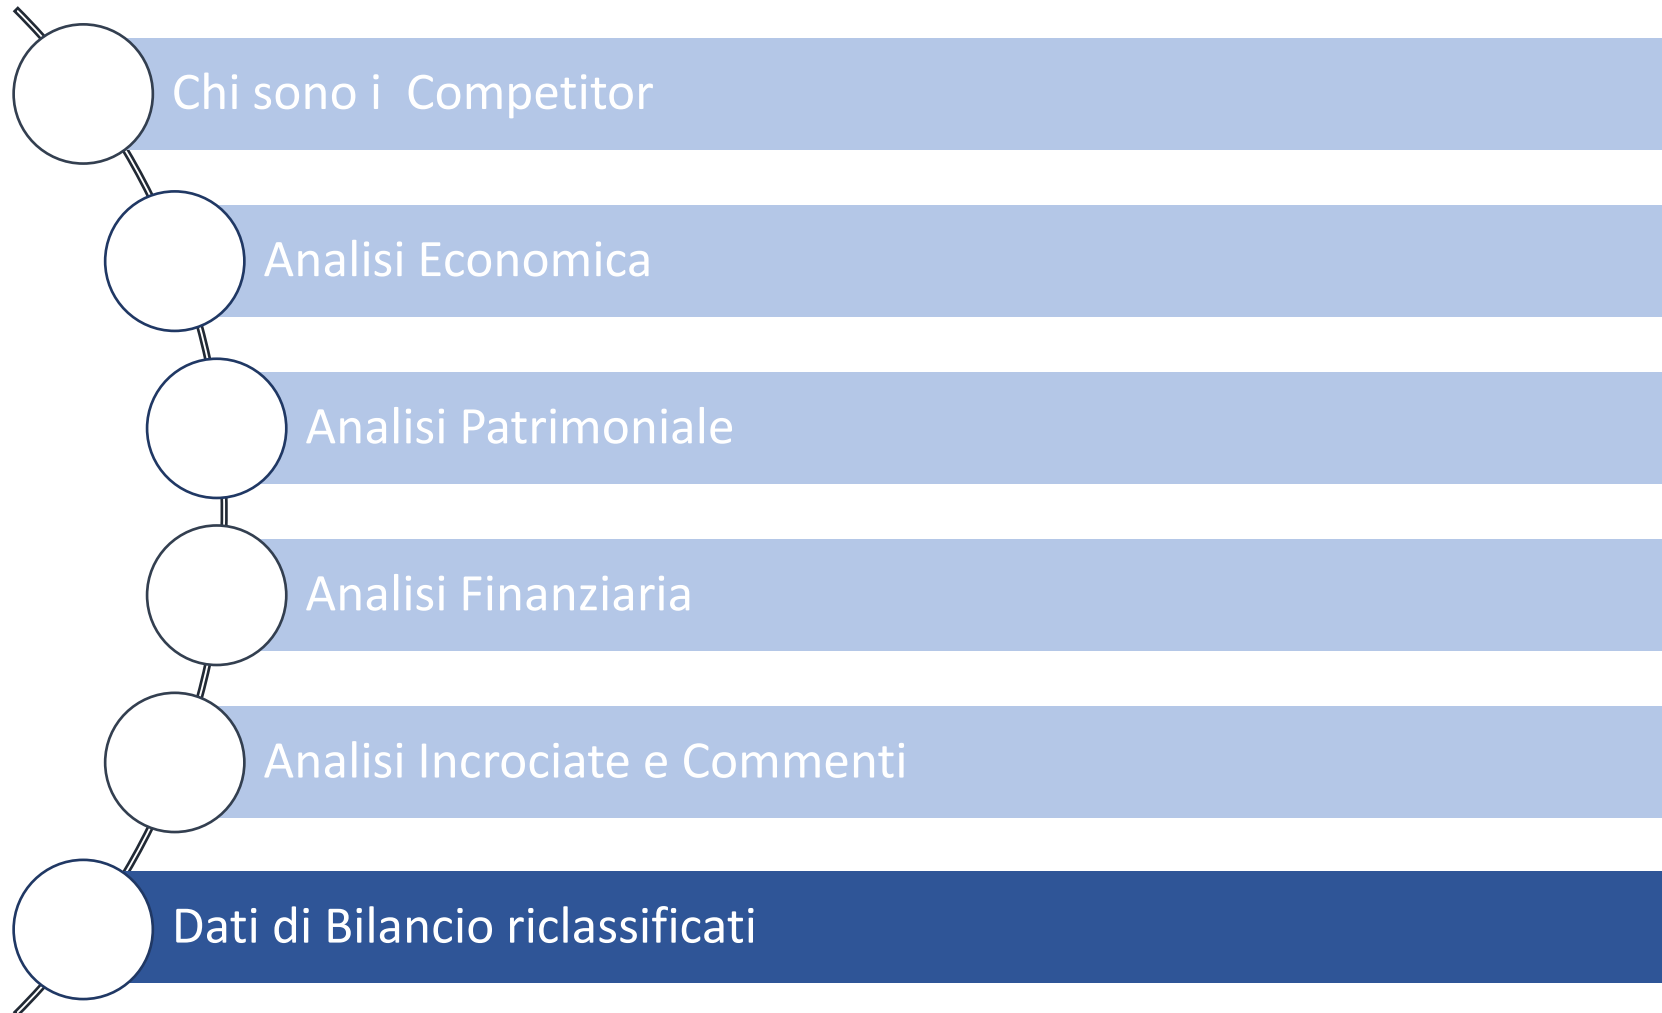 Chi sono i  Competitor
Analisi Economica
Analisi Patrimoniale
Analisi Finanziaria
Analisi Incrociate e Commenti
Dati di Bilancio riclassificati